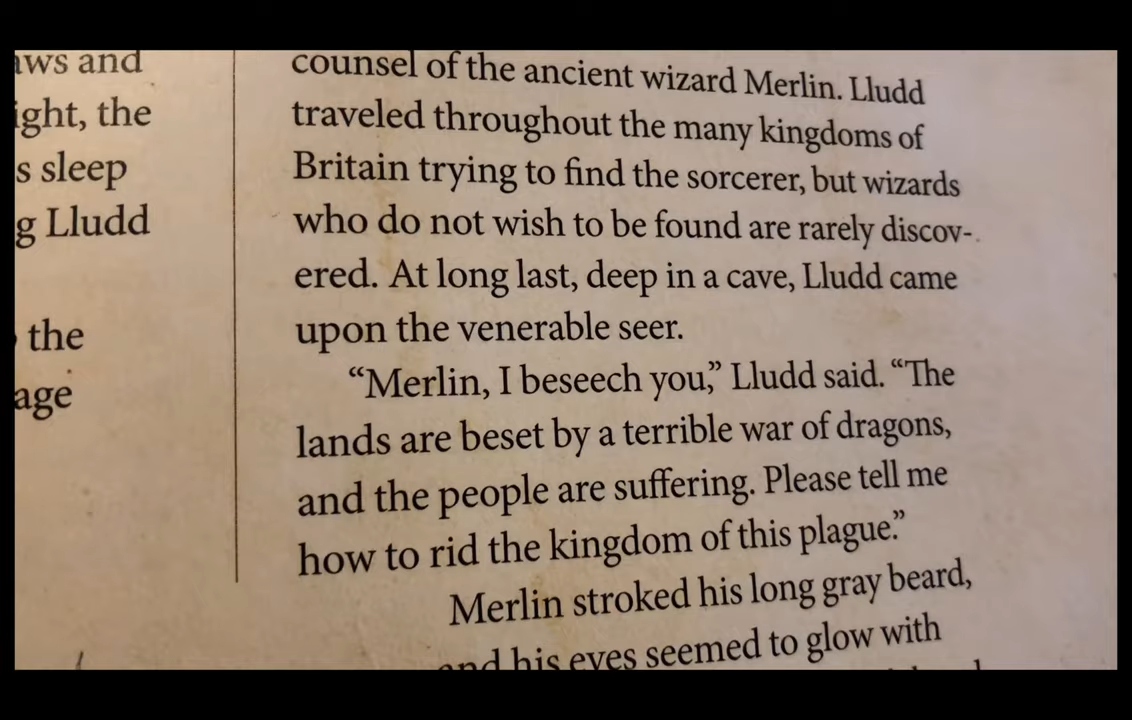 aws and
ight, the
s sleep
g Lludd
the
age
counsel of the ancient wizard Merlin. Lludd
traveled throughout the many kingdoms of
Britain trying to find the sorcerer, but wizards
who do not wish to be found are rarely discov-
ered. At long last, deep in a cave, Lludd came
upon the venerable seer.
“Merlin, I beseech you,” Lludd said. “The
lands are beset by a terrible war of dragons,
and the people are suffering. Please tell me
how to rid the kingdom of this plague.”
Merlin stroked his long gray beard,
and his eyes seemed to glow with